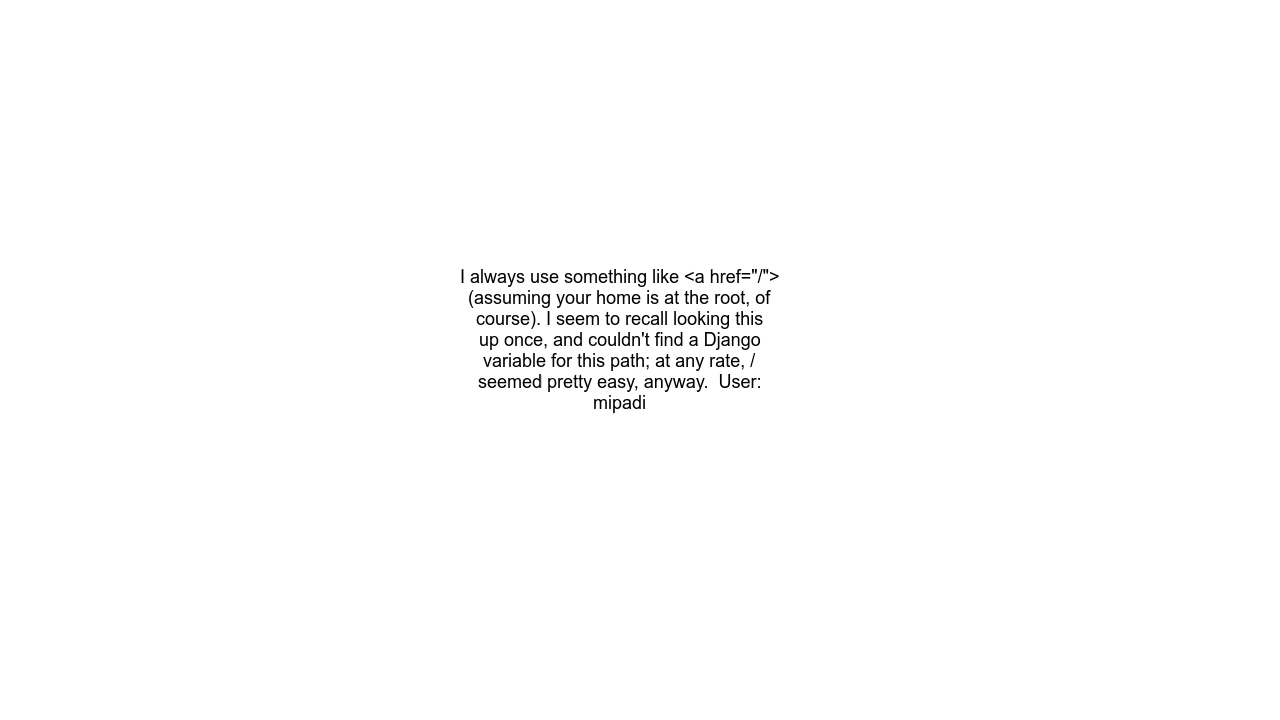 I always use something like <a href="/">
(assuming your home is at the root, of
course). I seem to recall looking this
up once, and couldn't find a Django
variable for this path; at any rate, /
seemed pretty easy, anyway.  User:
mipadi